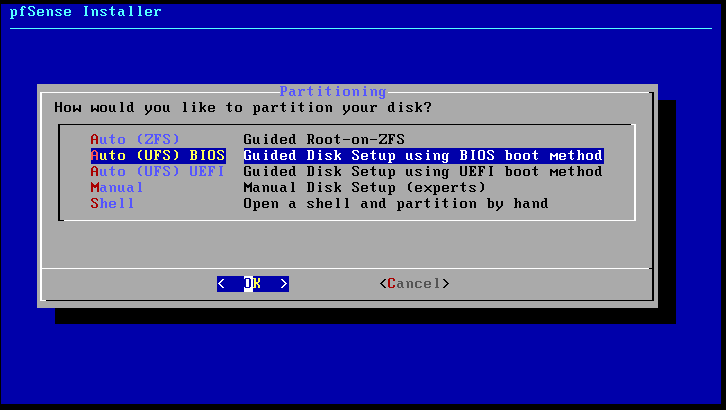 pfSense Installer
Partitioning
How would you like to partition your disk?
Auto (ZFS) Guided Root-on-ZFS
Auto (UFS) BIOS Guided Disk Setup using BIOS boot method
Auto (UFS) UEFI Guided Disk Setup using UEFI boot method
Manual Manual Disk Setup (experts)
Shell Open a shell and partition by hand
< OK > <Cancel>